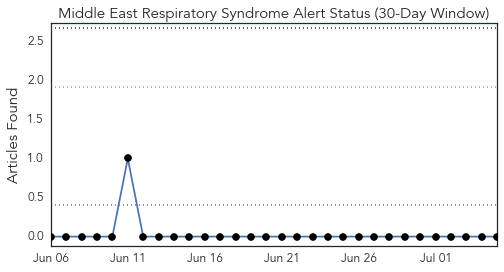 Middle East Respiratory Syndrome Alert Status (30-Day Window)
Articles Found
2.5
2.0
1.5
1.0
0.5
0.0
Jun 06
Jun 11
Jun 16
Jun 21
Jun 26
Jul 01